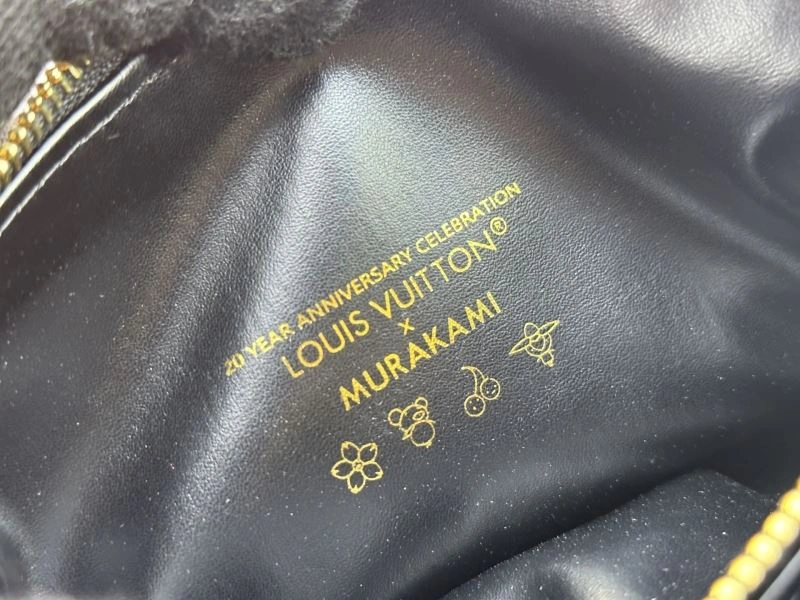 20 YEAR ANNIVERSARY CELEBRATION
LOUIS VUITTON®
×
MURAKAMI